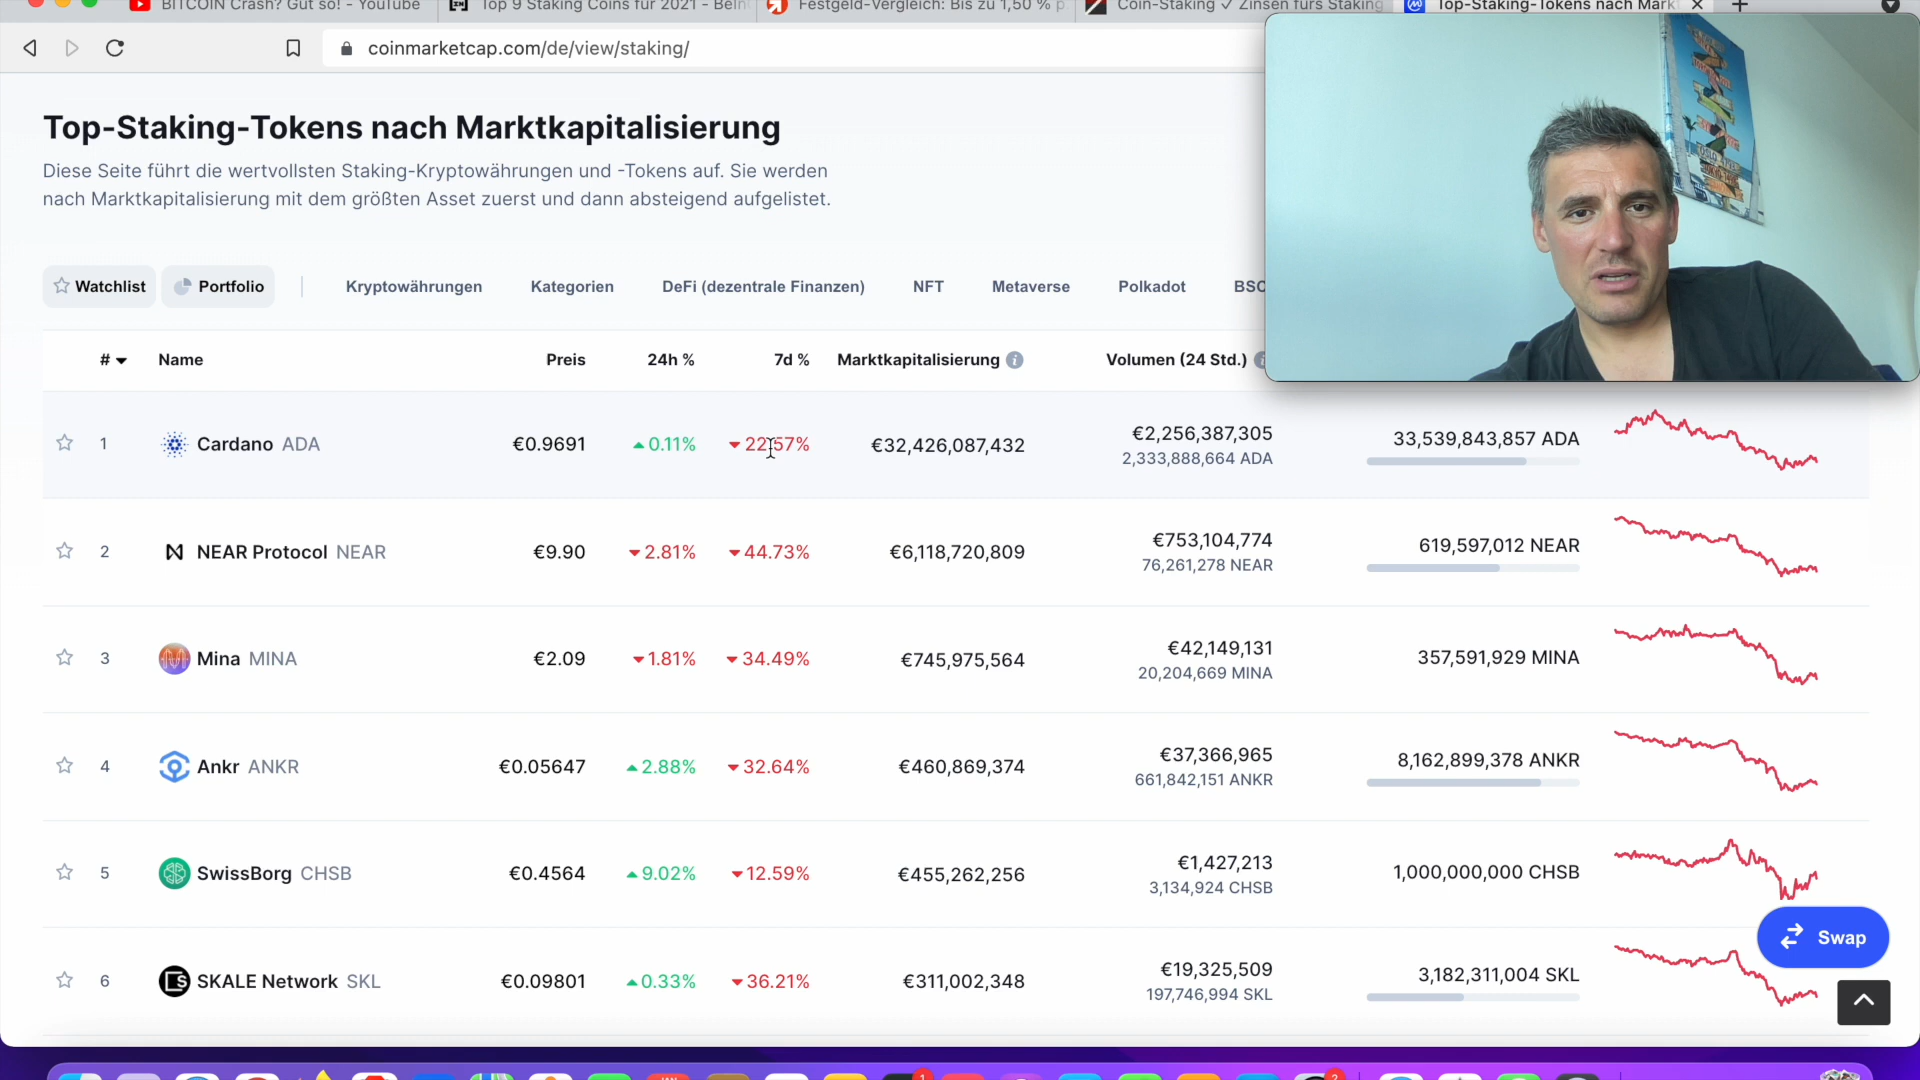 BITCOIN Crash? Gut so! - YouTube
Top 9 Staking Coins für 2021 - BeIn
Festgeld-Vergleich: Bis zu 1,50 % p
Coin-Staking ✓ Zinsen fürs Staking
Top-Staking-Tokens nach Mark
coinmarketcap.com/de/view/staking/
Top-Staking-Tokens nach Marktkapitalisierung
Diese Seite führt die wertvollsten Staking-Kryptowährungen und -Tokens auf. Sie werden
nach Marktkapitalisierung mit dem größten Asset zuerst und dann absteigend aufgelistet.
Watchlist Portfolio Kryptowährungen Kategorien DeFi (dezentrale Finanzen) NFT Metaverse Polkadot BSC
# Name Preis 24h % 7d % Marktkapitalisierung Volumen (24 Std.)
1 Cardano ADA €0.9691 0.11% 22.57% €32,426,087,432 €2,256,387,305 33,539,843,857 ADA
2,333,888,664 ADA
2 NEAR Protocol NEAR €9.90 2.81% 44.73% €6,118,720,809 €753,104,774 619,597,012 NEAR
76,261,278 NEAR
3 Mina MINA €2.09 1.81% 34.49% €745,975,564 €42,149,131 357,591,929 MINA
20,204,669 MINA
4 Ankr ANKR €0.05647 2.88% 32.64% €460,869,374 €37,366,965 8,162,899,378 ANKR
661,842,151 ANKR
5 SwissBorg CHSB €0.4564 9.02% 12.59% €455,262,256 €1,427,213 1,000,000,000 CHSB
3,134,924 CHSB
Swap
6 SKALE Network SKL €0.09801 0.33% 36.21% €311,002,348 €19,325,509 3,182,311,004 SKL
197,746,994 SKL